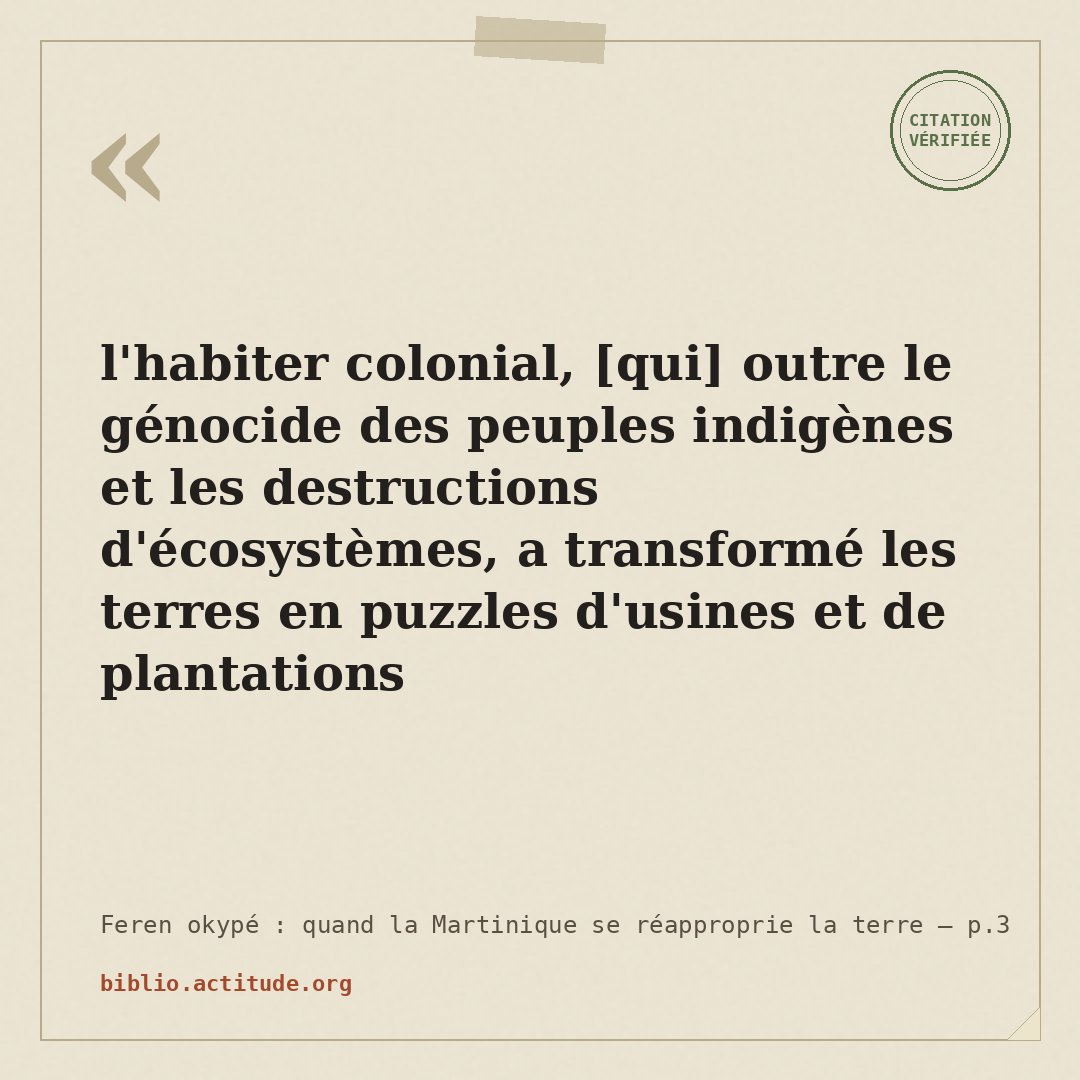 CITATION
VÉRIFIÉE
«
l'habiter colonial, [qui] outre le
génocide des peuples indigènes
et les destructions
d'écosystèmes, a transformé les
terres en puzzles d'usines et de
plantations
Feren okypé : quand la Martinique se réapproprie la terre — p.3
biblio.actitude.org